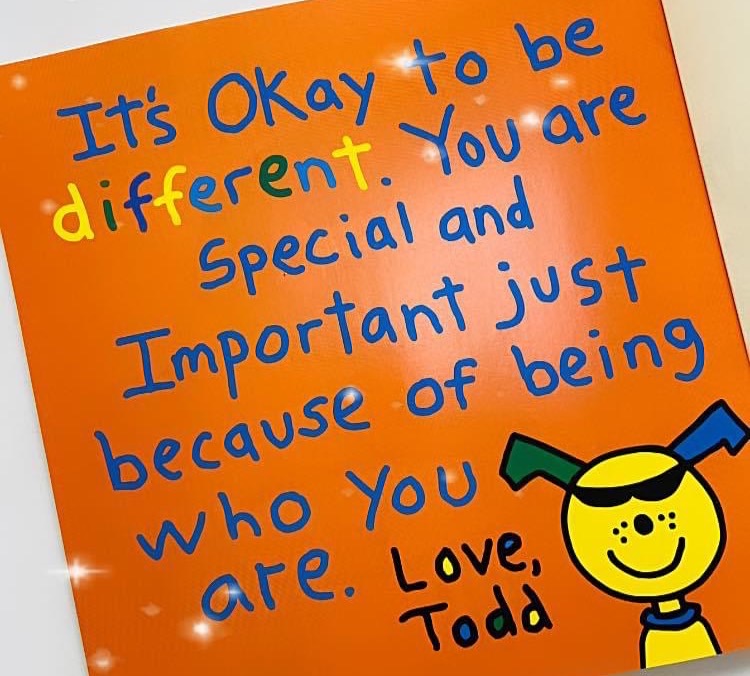 It's Okay to be
different. You are
Special and
Important just
because of being
who you
are. Love,
Todd